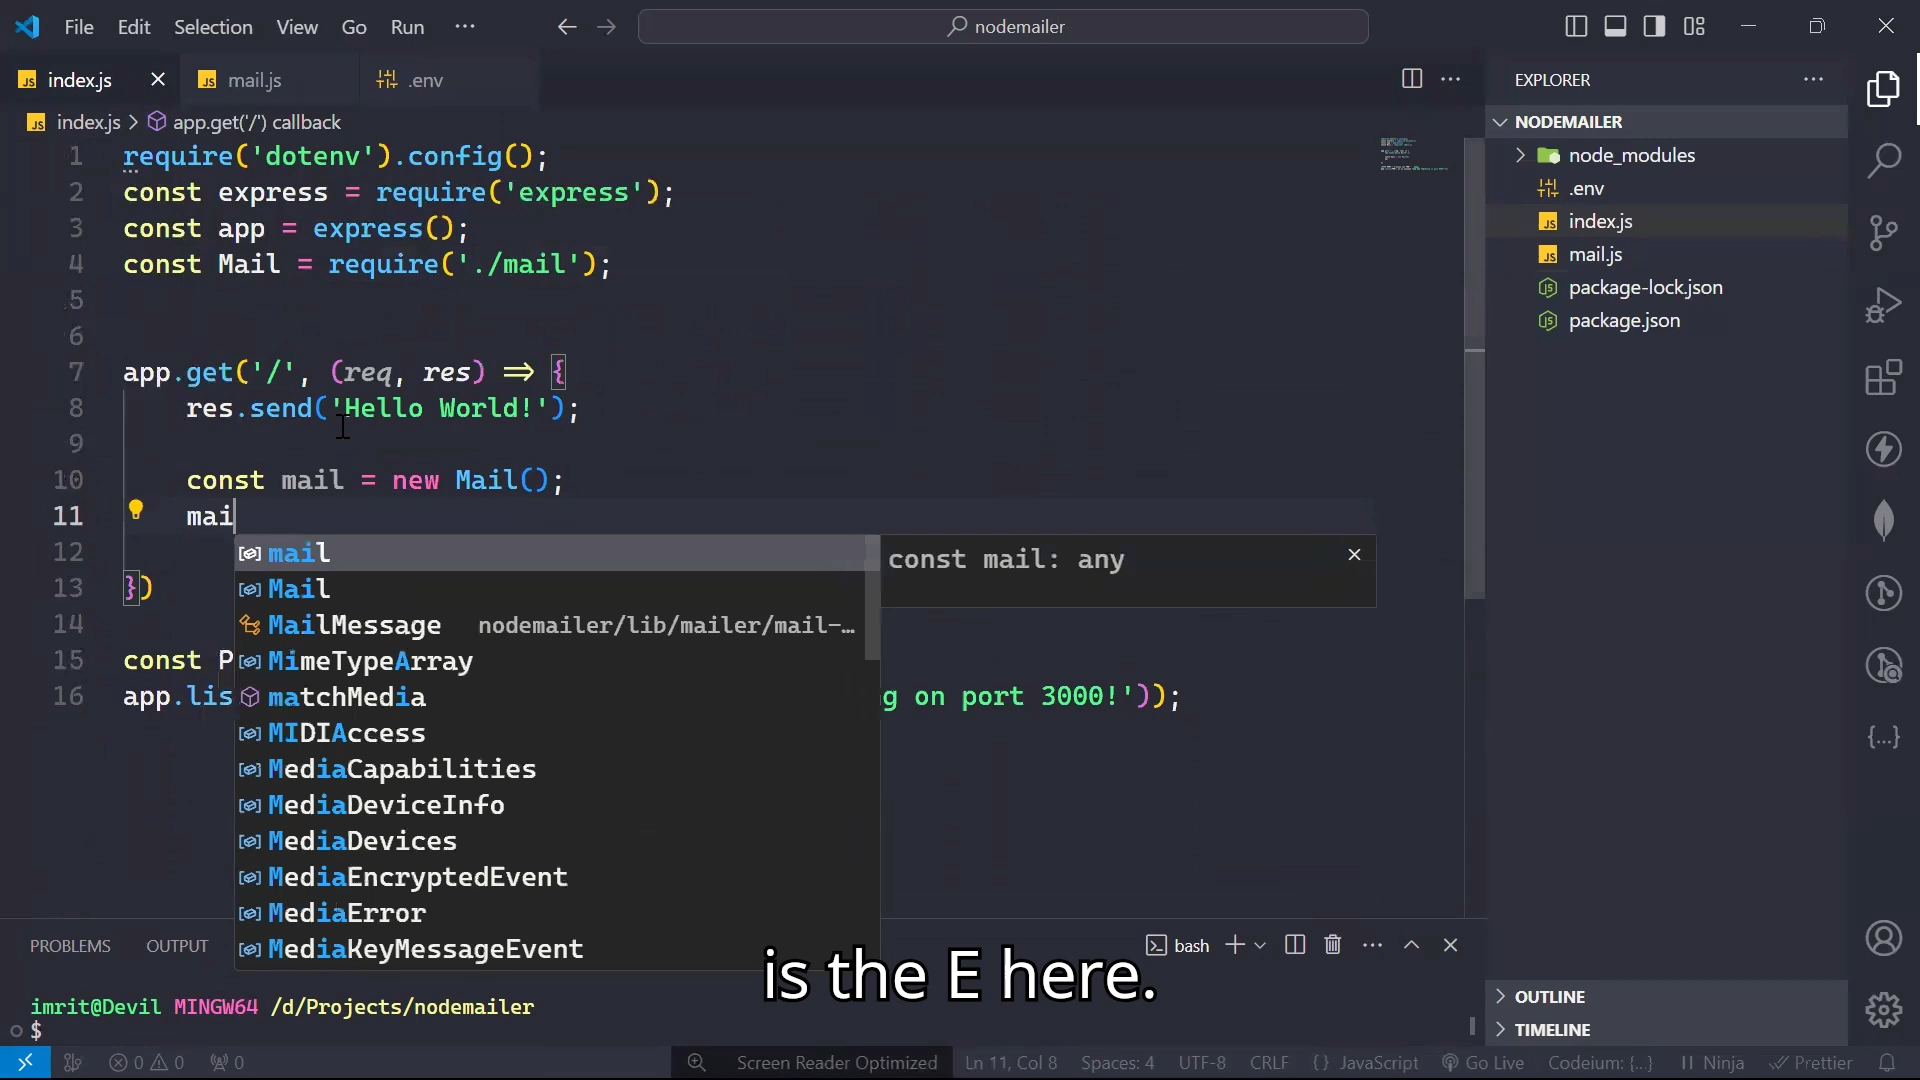 File Edit Selection View Go Run ···
nodemailer
index.js
mail.js
.env
EXPLORER
index.js > app.get('/') callback
NODEMAILER
node_modules
.env
index.js
mail.js
package-lock.json
package.json
1 require('dotenv').config();
2 const express = require('express');
3 const app = express();
4 const Mail = require('./mail');
5
6
7 app.get('/', (req, res) => {
8 res.send('Hello World!');
9
10 const mail = new Mail();
11 mai
12
13 })
14
15 const P
16 app.lis g on port 3000!'));
mail
const mail: any
Mail
MailMessage nodemailer/lib/mailer/mail-…
MimeTypeArray
matchMedia
MIDIAccess
MediaCapabilities
MediaDeviceInfo
MediaDevices
MediaEncryptedEvent
MediaError
MediaKeyMessageEvent
PROBLEMS OUTPUT
bash
is the E here.
imrit@Devil MINGW64 /d/Projects/nodemailer
$
OUTLINE
TIMELINE
0 0 0
Screen Reader Optimized Ln 11, Col 8 Spaces: 4 UTF-8 CRLF {} JavaScript Go Live Codeium: {...} Ninja Prettier